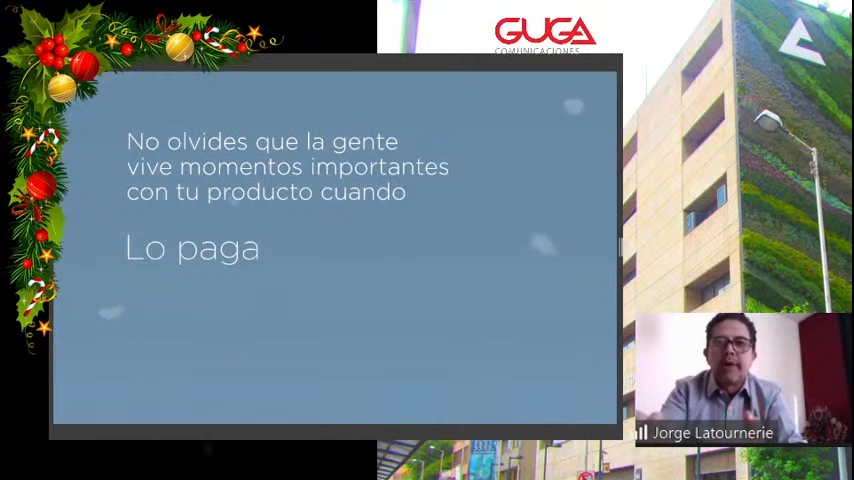 GUGA
COMUNICACIONES
No olvides que la gente
vive momentos importantes
con tu producto cuando
Lo paga
Jorge Latournerie